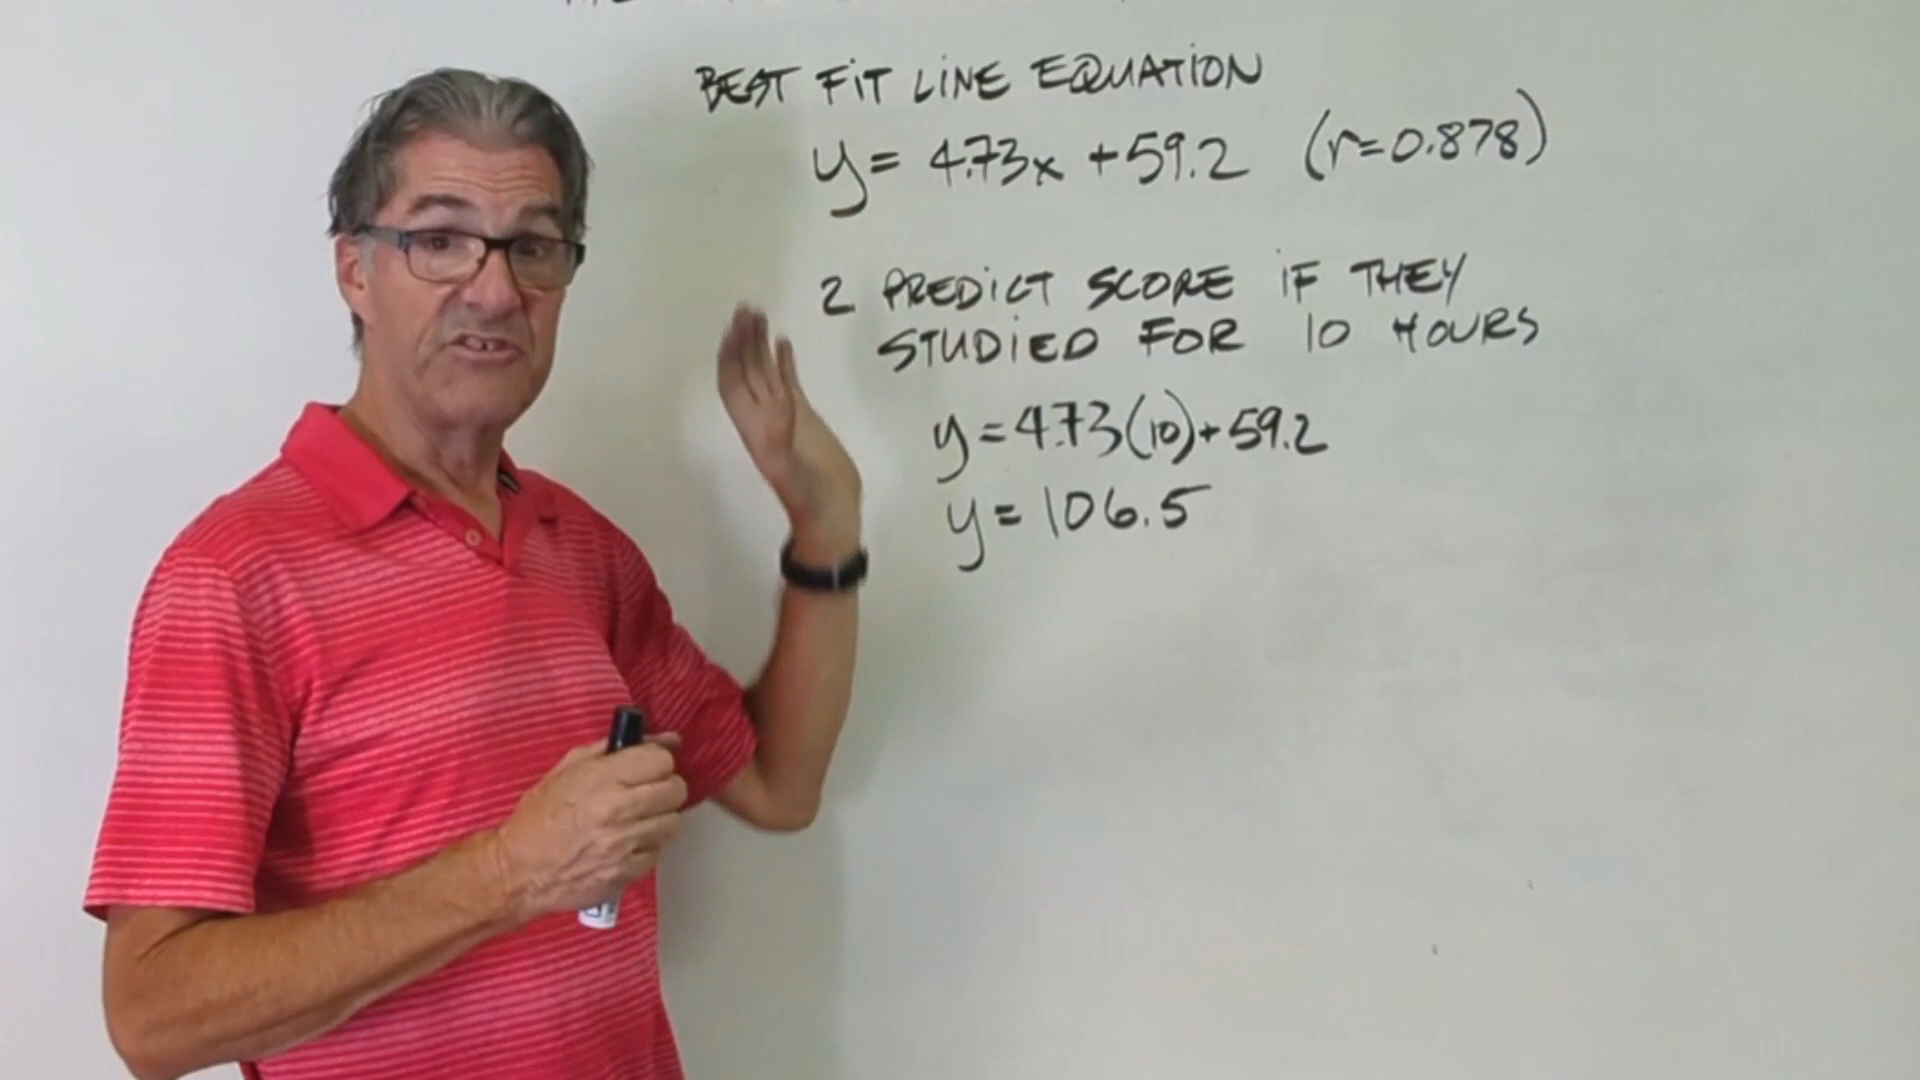 BEST FIT LINE EQUATION
y = 4.73x + 59.2 (r=0.878)
2 PREDICT SCORE IF THEY
STUDIED FOR 10 HOURS
y = 4.73(10) + 59.2
y = 106.5